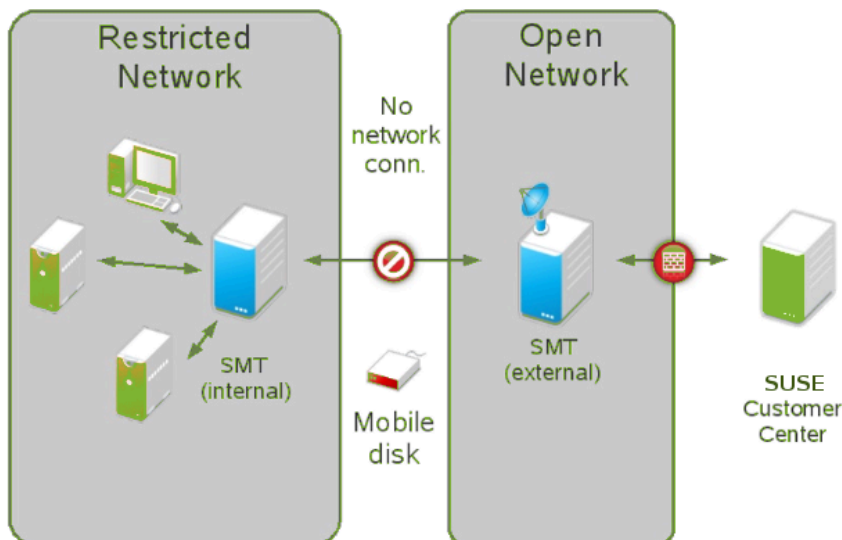 Restricted
Network
No
network
conn.
Open
Network
SMT
(internal)
Mobile
disk
SMT
(external)
SUSE
Customer
Center